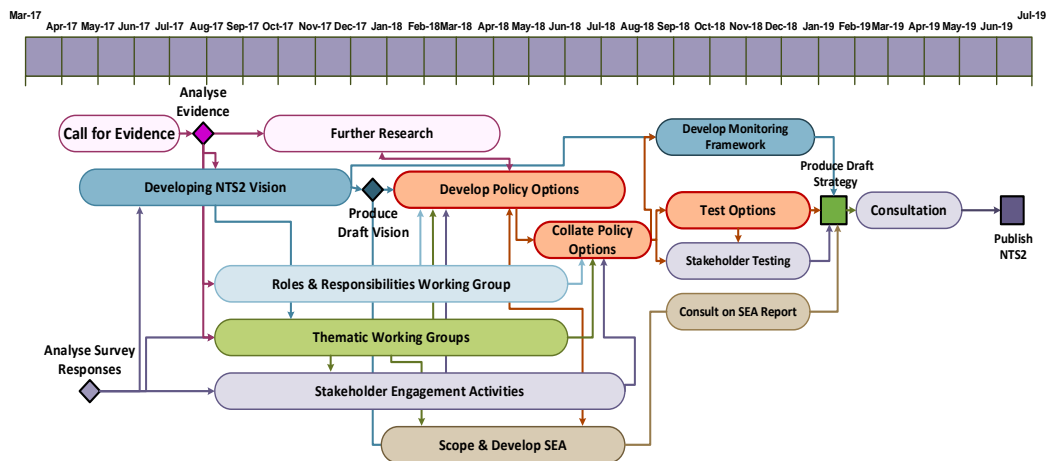 Mar-17
Jul-19
Apr-17 May-17 Jun-17 Jul-17 Aug-17 Sep-17 Oct-17 Nov-17 Dec-17 Jan-18 Feb-18 Mar-18 Apr-18 May-18 Jun-18 Jul-18 Aug-18 Sep-18 Oct-18 Nov-18 Dec-18 Jan-19 Feb-19 Mar-19 Apr-19 May-19 Jun-19
Analyse
Evidence
Call for Evidence
Further Research
Develop Monitoring
Framework
Produce Draft
Strategy
Developing NTS2 Vision
Develop Policy Options
Produce
Draft Vision
Test Options
Consultation
Collate Policy
Options
Publish
NTS2
Stakeholder Testing
Roles & Responsibilities Working Group
Consult on SEA Report
Thematic Working Groups
Analyse Survey
Responses
Stakeholder Engagement Activities
Scope & Develop SEA